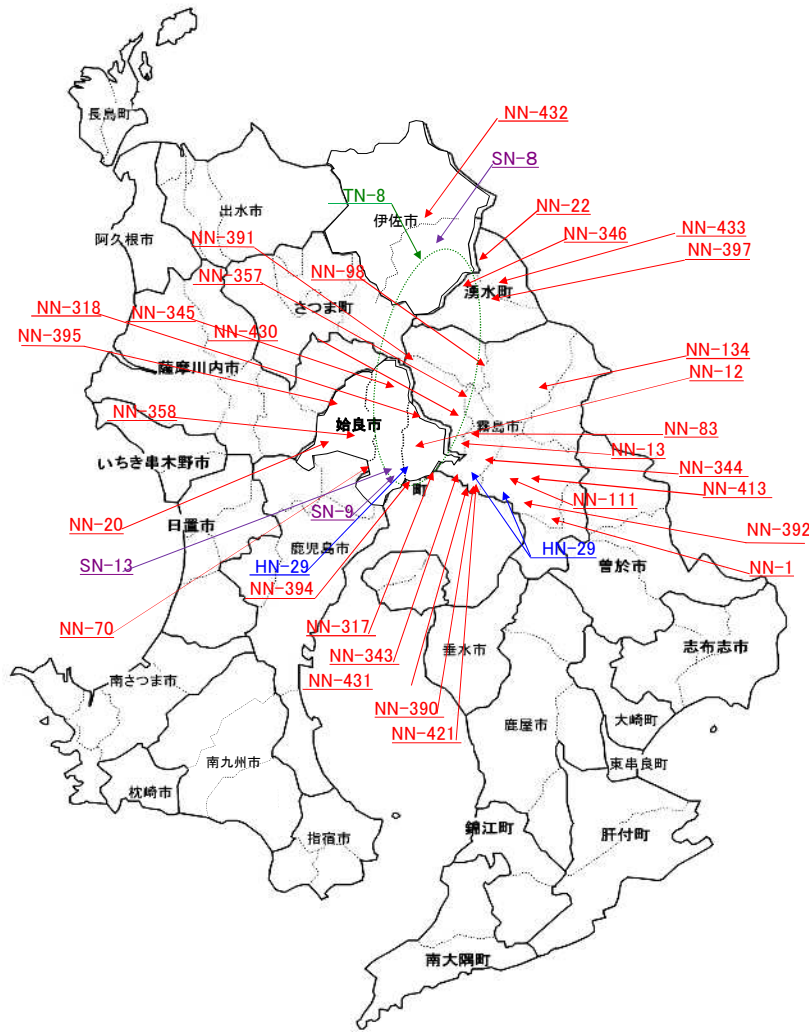 長島町
NN-432
SN-8
TN-8
出水市
伊佐市
NN-22
阿久根市
NN-391
NN-346
NN-433
NN-357
NN-98
NN-397
湧水町
さつま町
NN-318
NN-345
NN-430
NN-395
NN-134
薩摩川内市
NN-12
NN-358
姶良市
霧島市
NN-83
NN-13
いちき串木野市
NN-344
町
NN-413
NN-111
SN-9
NN-20
日置市
NN-392
鹿児島市
HN-29
SN-13
HN-29
曽於市
NN-1
NN-394
NN-70
NN-317
垂水市
志布志市
NN-343
南さつま市
NN-431
NN-390
鹿屋市
大崎町
NN-421
南九州市
東串良町
枕崎市
錦江町
肝付町
指宿市
南大隅町